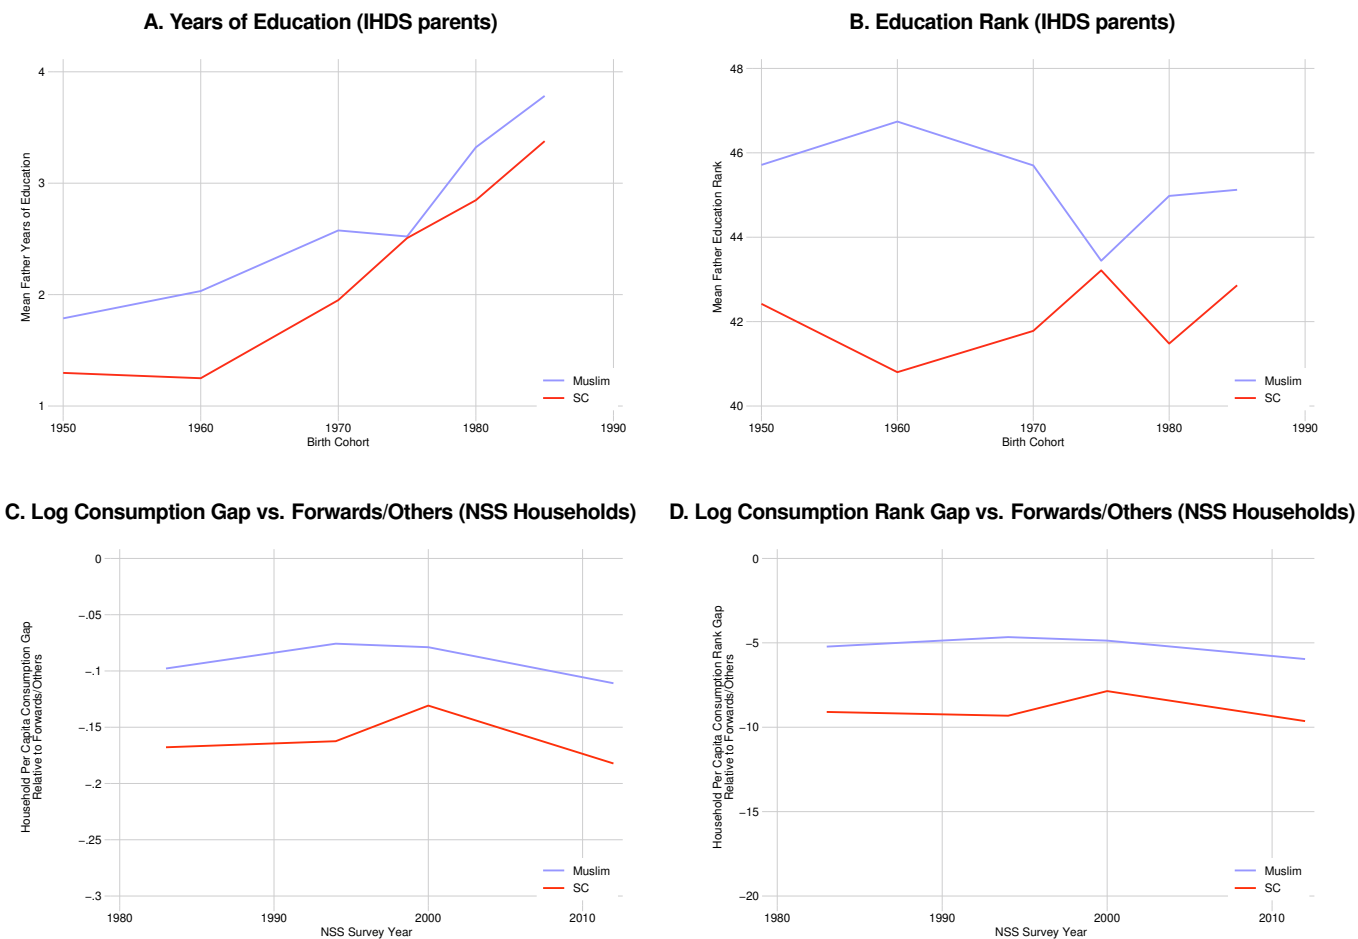 A. Years of Education (IHDS parents)
Mean Father Years of Education
4
3
2
1
1950 1960 1970 1980 1990
Birth Cohort
Muslim
SC
B. Education Rank (IHDS parents)
Mean Father Education Rank
48
46
44
42
40
1950 1960 1970 1980 1990
Birth Cohort
Muslim
SC
C. Log Consumption Gap vs. Forwards/Others (NSS Households)
Household Per Capita Consumption Gap
Relative to Forwards/Others
0
−.05
−.1
−.15
−.2
−.25
−.3
1980 1990 2000 2010
NSS Survey Year
Muslim
SC
D. Log Consumption Rank Gap vs. Forwards/Others (NSS Households)
Household Per Capita Consumption Rank Gap
Relative to Forwards/Others
0
−5
−10
−15
−20
1980 1990 2000 2010
NSS Survey Year
Muslim
SC